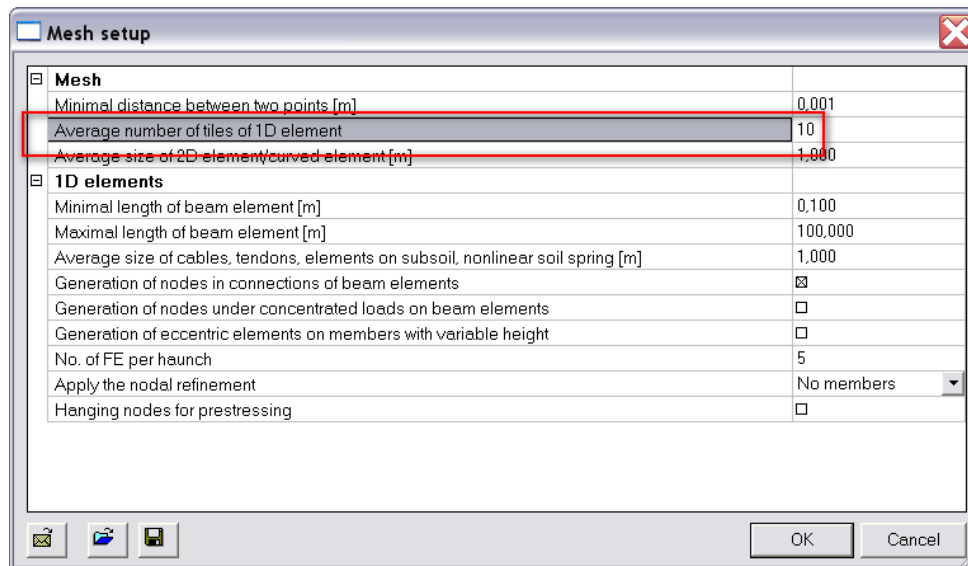 Mesh setup
Mesh
Minimal distance between two points [m] 0,001
Average number of tiles of 1D element 10
Average size of 2D element/curved element [m] 1,000
1D elements
Minimal length of beam element [m] 0,100
Maximal length of beam element [m] 100,000
Average size of cables, tendons, elements on subsoil, nonlinear soil spring [m] 1,000
Generation of nodes in connections of beam elements
Generation of nodes under concentrated loads on beam elements
Generation of eccentric elements on members with variable height
No. of FE per haunch 5
Apply the nodal refinement No members
Hanging nodes for prestressing
OK Cancel